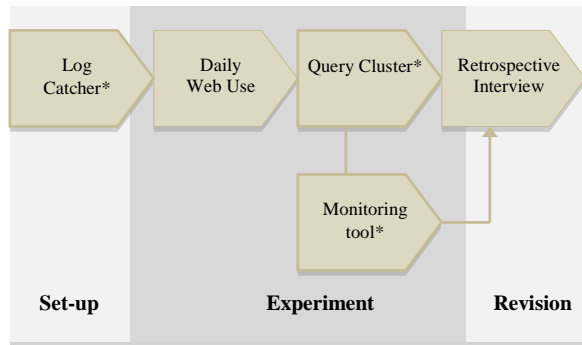 Log
Catcher*
Daily
Web Use
Query Cluster*
Retrospective
Interview
Monitoring
tool*
Set-up
Experiment
Revision